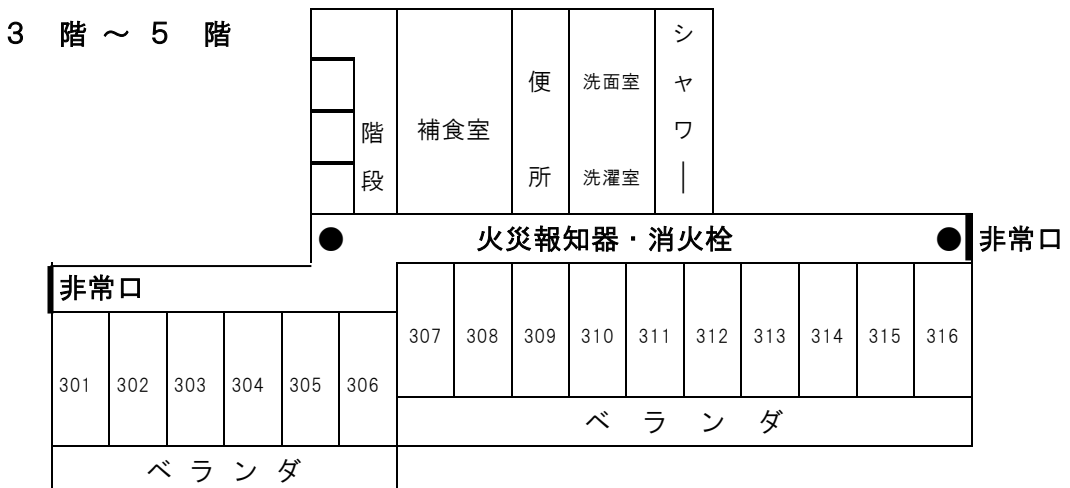 3 階 ～ 5 階
階段
補食室
便所
洗面室
洗濯室
シャワー
火災報知器・消火栓
非常口
非常口
307 308 309 310 311 312 313 314 315 316
301 302 303 304 305 306
ベランダ
ベランダ